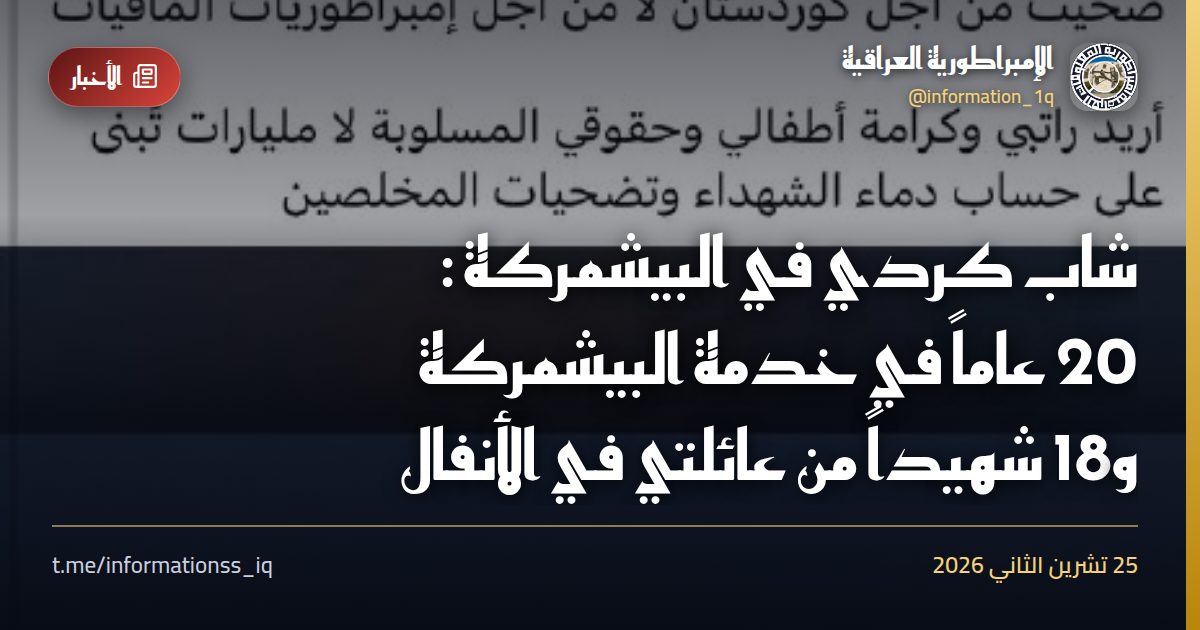 ضحيت من أجل كوردستان لا من أجل إمبراطوريات المافيات
الإمبراطورية العراقية
@information_1q
الأخبار
أريد راتبي وكرامة أطفالي وحقوقي المسلوبة لا مليارات تُبنى
على حساب دماء الشهداء وتضحيات المخلصين
شاب كردي في البيشمركة :
20 عاماً في خدمة البيشمركة
و18 شهيداً من عائلتي في الأنفال
25 تشرين الثاني 2026
t.me/informationss_iq